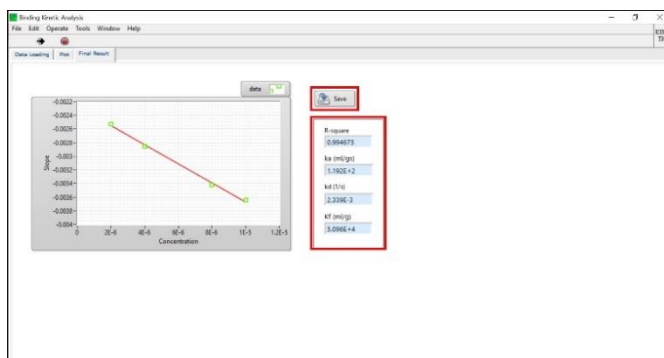 Binding Kinetic Analysis
File Edit Operate Tools Window Help
Data Loading Plot Final Result
data
Save
-0.0022
-0.0024
-0.0026
-0.0028
-0.003
-0.0032
-0.0034
-0.0036
-0.0038
-0.004
Slope
0 2E-6 4E-6 6E-6 8E-6 1E-5 1.2E-5
Concentration
R-square
0.994673
ka (ml/gs)
1.192E+2
kd (1/s)
2.339E-3
Kf (ml/g)
5.096E+4